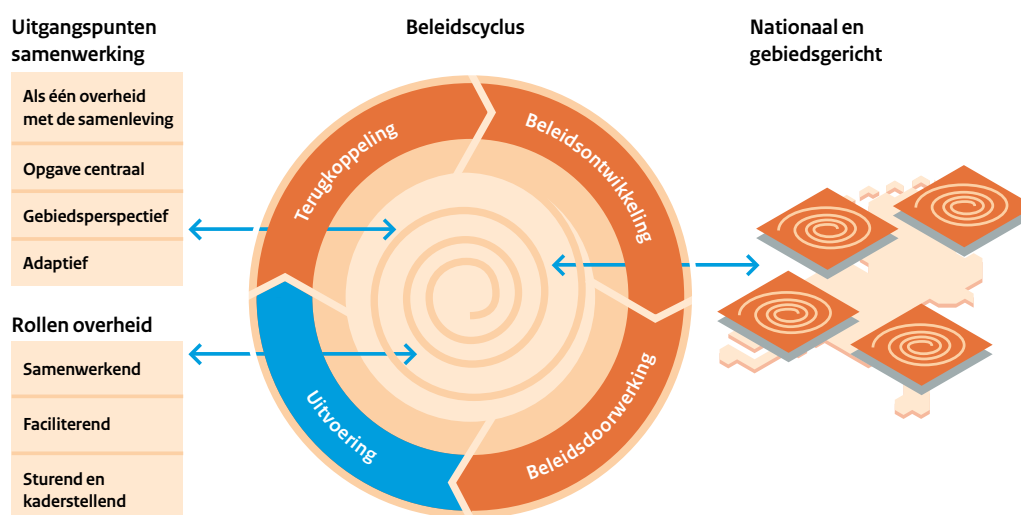 Uitgangspunten
samenwerking
Als één overheid
met de samenleving
Opgave centraal
Gebiedsperspectief
Adaptief
Rollen overheid
Samenwerkend
Faciliterend
Sturend en
kaderstellend
Beleidscyclus
Terugkoppeling
Beleidsontwikkeling
Beleidsdoorwerking
Uitvoering
Nationaal en
gebiedsgericht